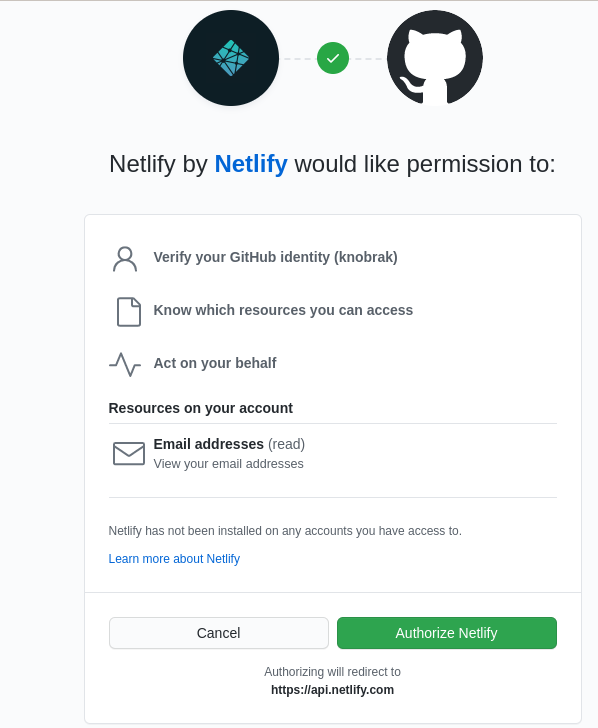 Netlify by Netlify would like permission to:
Verify your GitHub identity (knobrak)
Know which resources you can access
Act on your behalf
Resources on your account
Email addresses (read)
View your email addresses
Netlify has not been installed on any accounts you have access to.
Learn more about Netlify
Cancel
Authorize Netlify
Authorizing will redirect to
https://api.netlify.com